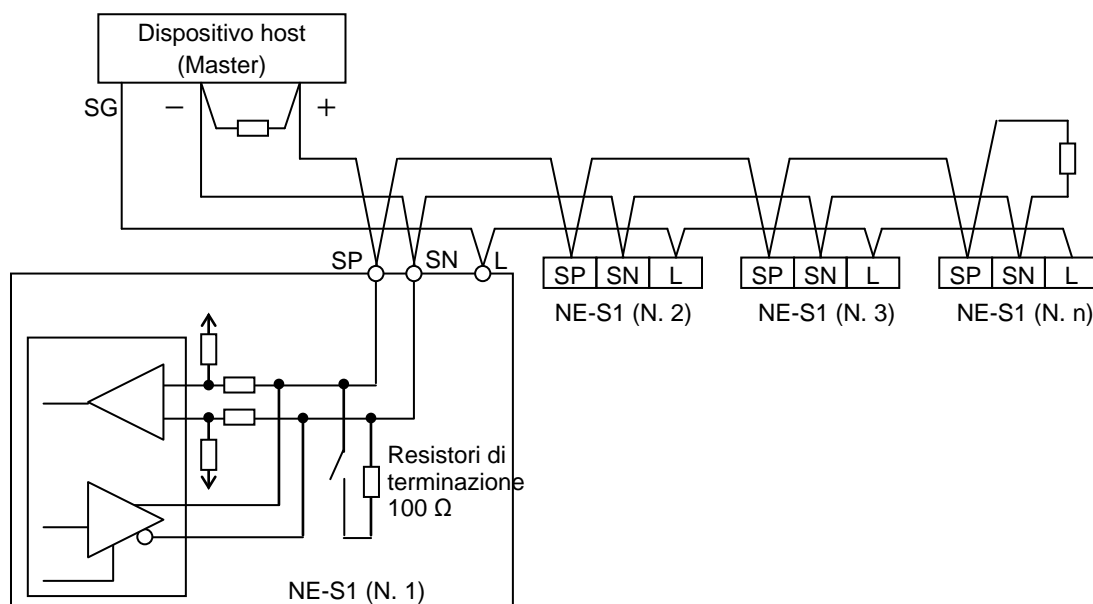 Dispositivo host
(Master)
SG
−
+
SP
SN
L
SP SN L
SP SN L
SP SN L
NE-S1 (N. 2)
NE-S1 (N. 3)
NE-S1 (N. n)
Resistori di
terminazione
100 Ω
NE-S1 (N. 1)